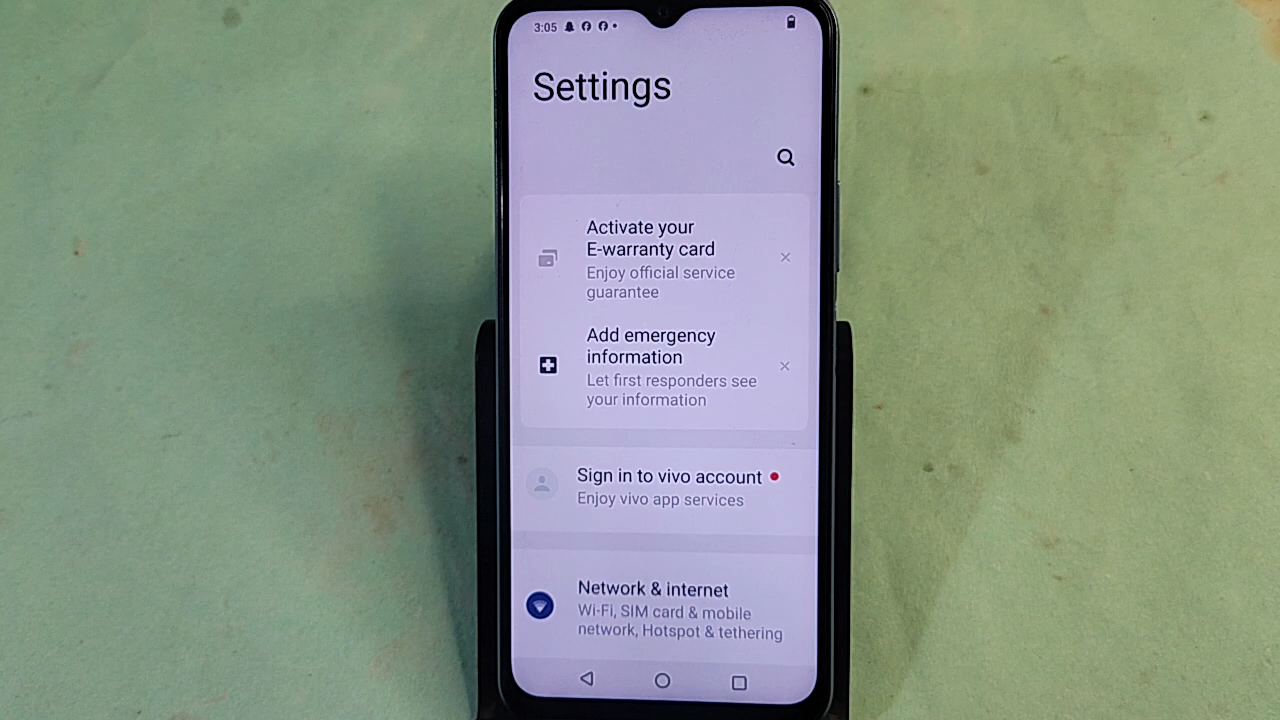 3:05
Settings
Activate your
E-warranty card
Enjoy official service
guarantee
Add emergency
information
Let first responders see
your information
Sign in to vivo account
Enjoy vivo app services
Network & internet
Wi-Fi, SIM card & mobile
network, Hotspot & tethering